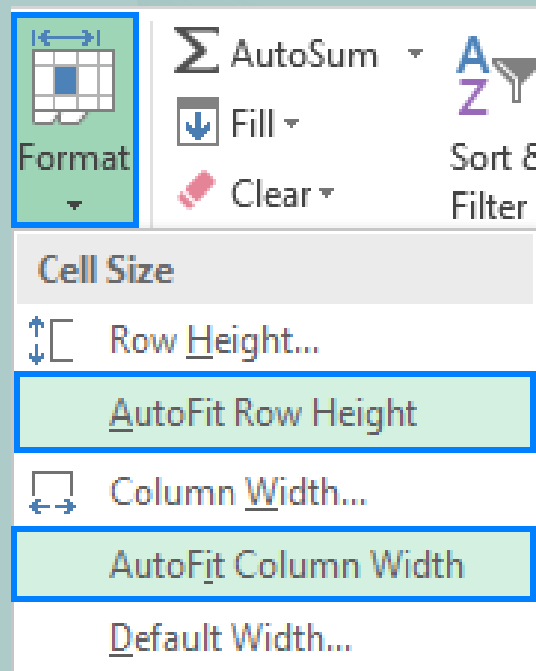 Format
AutoSum
Fill
Clear
A
Z
Sort &
Filter
Cell Size
Row Height...
AutoFit Row Height
Column Width...
AutoFit Column Width
Default Width...